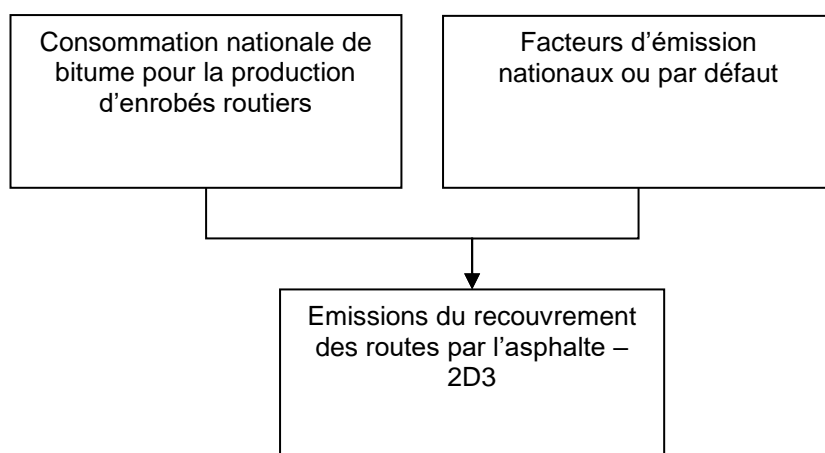 Consommation nationale de
bitume pour la production
d’enrobés routiers
Facteurs d’émission
nationaux ou par défaut
Emissions du recouvrement
des routes par l’asphalte –
2D3